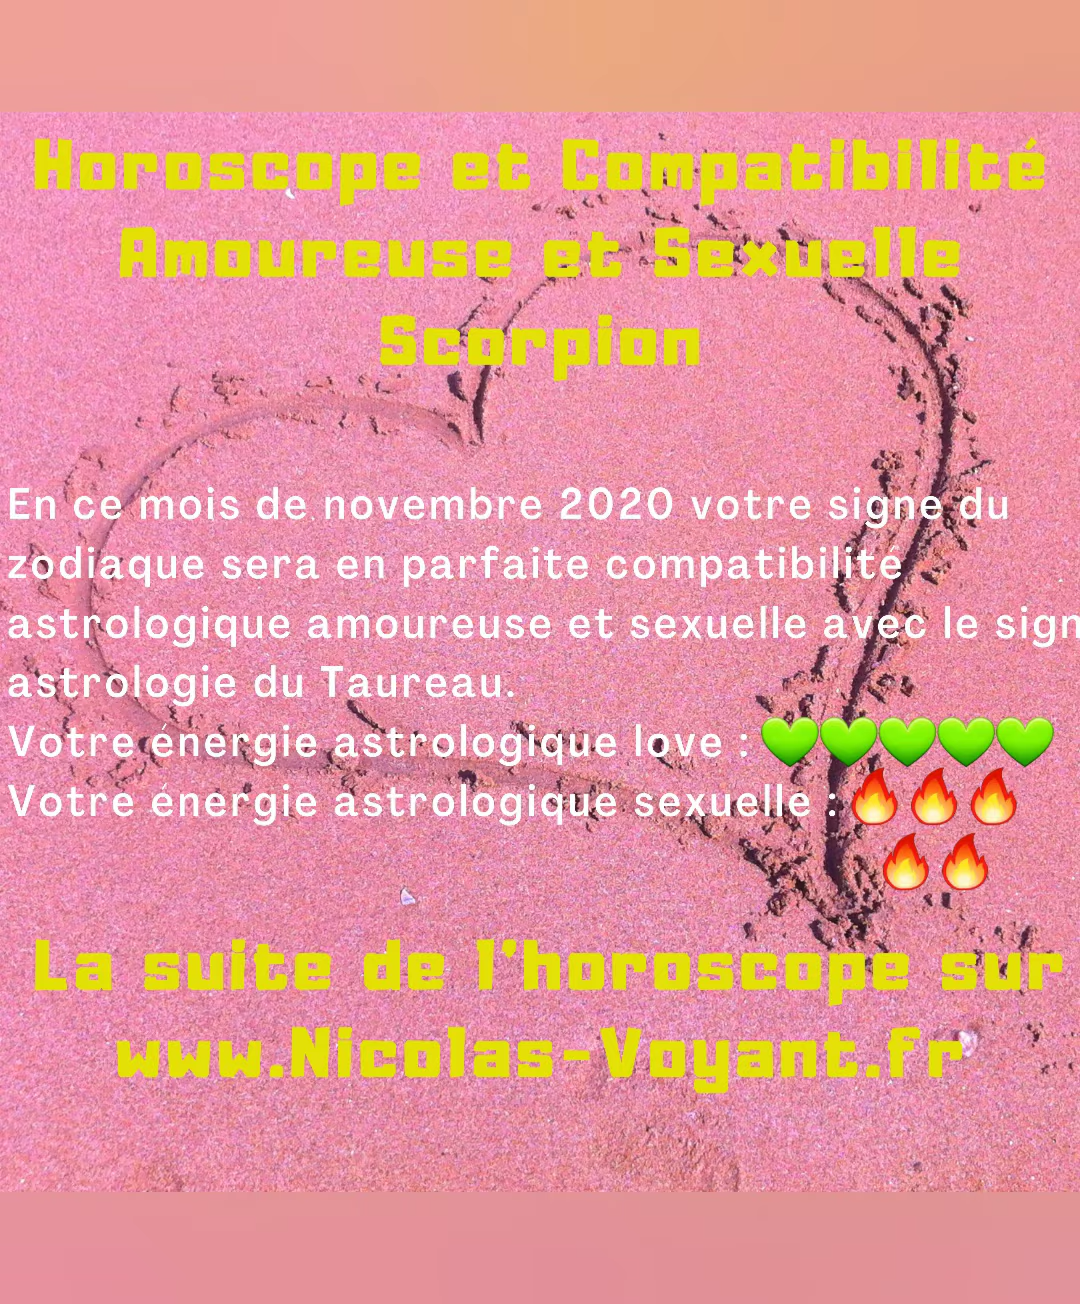 Horoscope et Compatibilité
Amoureuse et Sexuelle
Scorpion
En ce mois de novembre 2020 votre signe du
zodiaque sera en parfaite compatibilité
astrologique amoureuse et sexuelle avec le sign
astrologie du Taureau.
Votre énergie astrologique love : 💚💚💚💚💚
Votre énergie astrologique sexuelle : 🔥🔥🔥
🔥🔥
La suite de l'horoscope sur
www.Nicolas-Voyant.fr